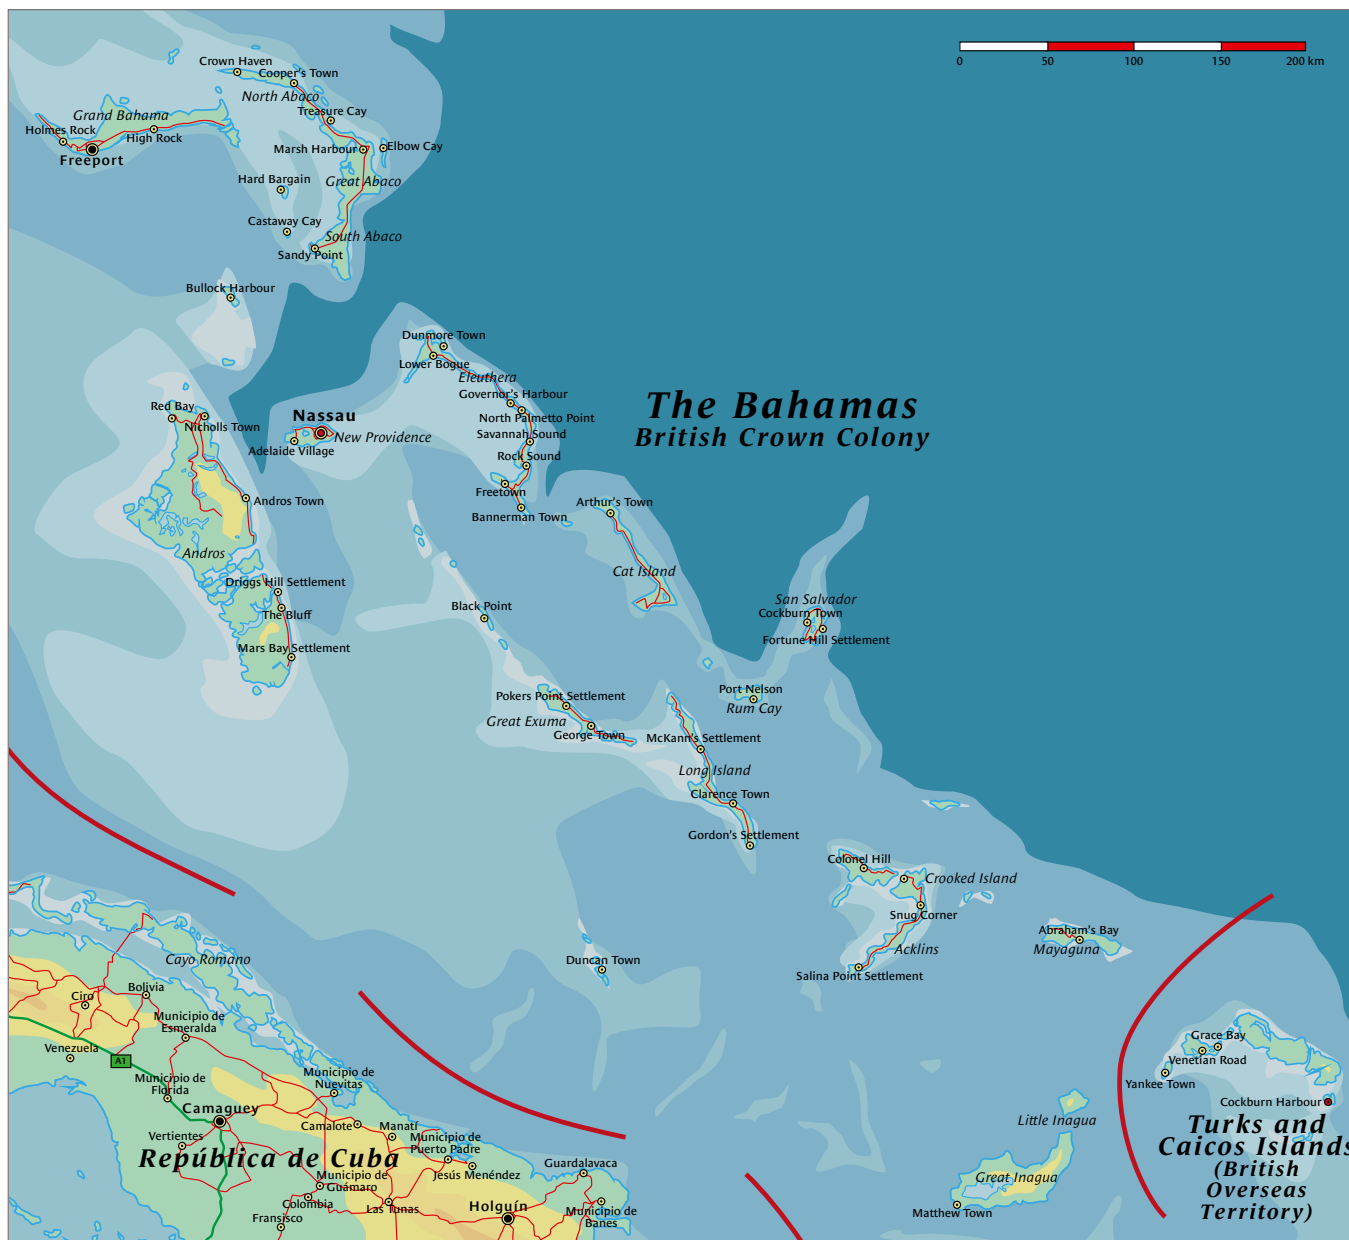 0 50 100 150 200 km
Crown Haven
Cooper's Town
North Abaco
Grand Bahama
Treasure Cay
Holmes Rock
High Rock
Freeport
Marsh Harbour
Elbow Cay
Hard Bargain
Great Abaco
Castaway Cay
South Abaco
Sandy Point
Bullock Harbour
Dunmore Town
Lower Bogue
Eleuthera
Governor's Harbour
The Bahamas
British Crown Colony
Red Bay
Nassau
North Palmetto Point
Nicholls Town
New Providence
Savannah Sound
Adelaide Village
Rock Sound
Freetown
Andros Town
Arthur's Town
Bannerman Town
Andros
Cat Island
Driggs Hill Settlement
San Salvador
Black Point
Cockburn Town
The Bluff
Fortune Hill Settlement
Mars Bay Settlement
Port Nelson
Pokers Point Settlement
Rum Cay
Great Exuma
George Town
McKann's Settlement
Long Island
Clarence Town
Gordon's Settlement
Colonel Hill
Crooked Island
Snug Corner
Abraham's Bay
Acklins
Mayaguna
Cayo Romano
Duncan Town
Salina Point Settlement
Ciro
Bolivia
Municipio de
Esmeralda
Grace Bay
Venezuela
A1
Venetian Road
Municipio de
Florida
Municipio de
Nuevitas
Yankee Town
Camaguey
Cockburn Harbour
Little Inagua
Turks and
Caicos Islands
(British
Overseas
Territory)
Camalote
Manatí
Vertientes
Municipio de
Puerto Padre
República de Cuba
Guardalavaca
Jesús Menéndez
Municipio de
Guámaro
Great Inagua
Colombia
Las Tunas
Holguín
Municipio de
Banes
Matthew Town
Fransisco